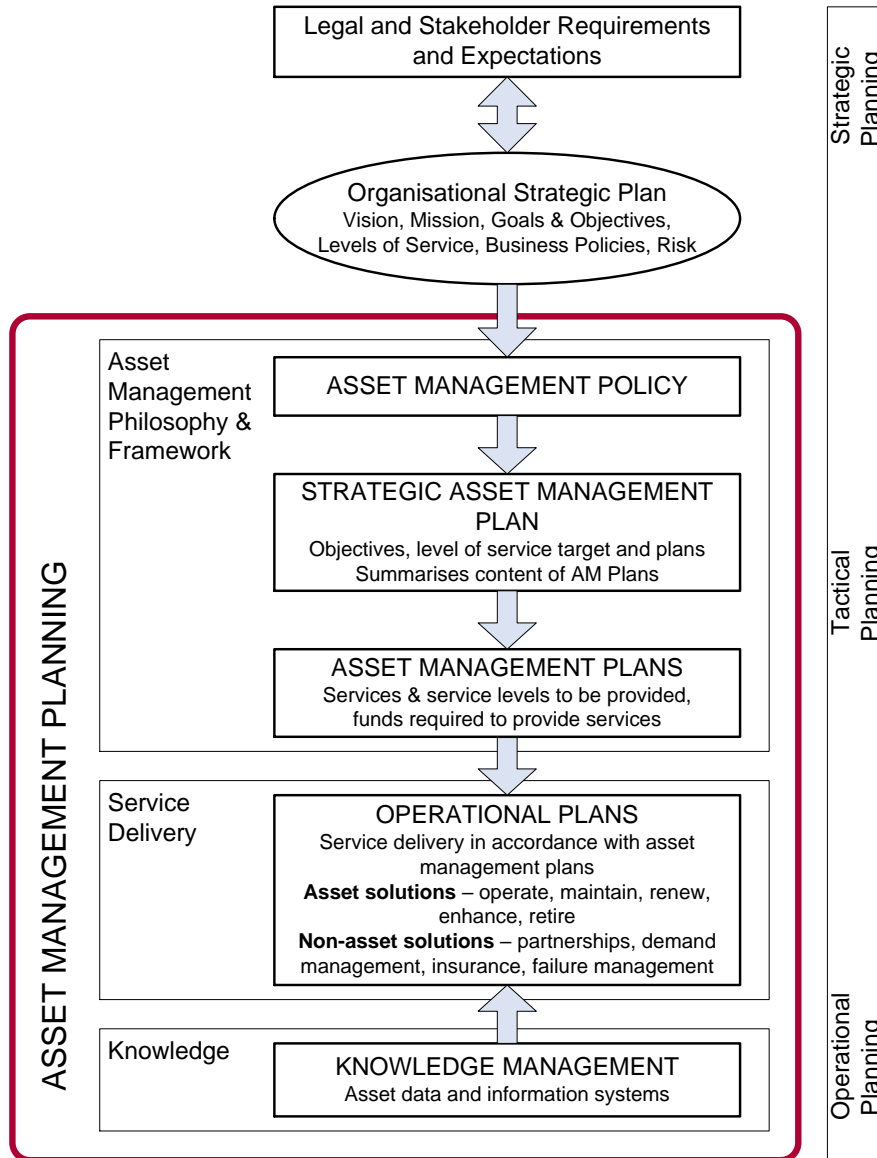 Legal and Stakeholder Requirements
and Expectations
Strategic
Planning
Organisational Strategic Plan
Vision, Mission, Goals & Objectives,
Levels of Service, Business Policies, Risk
ASSET MANAGEMENT PLANNING
Asset
Management
Philosophy &
Framework
ASSET MANAGEMENT POLICY
STRATEGIC ASSET MANAGEMENT
PLAN
Objectives, level of service target and plans
Summarises content of AM Plans
Tactical
Planning
ASSET MANAGEMENT PLANS
Services & service levels to be provided,
funds required to provide services
Service
Delivery
OPERATIONAL PLANS
Service delivery in accordance with asset
management plans
Asset solutions – operate, maintain, renew,
enhance, retire
Non-asset solutions – partnerships, demand
management, insurance, failure management
Knowledge
KNOWLEDGE MANAGEMENT
Asset data and information systems
Operational
Planning